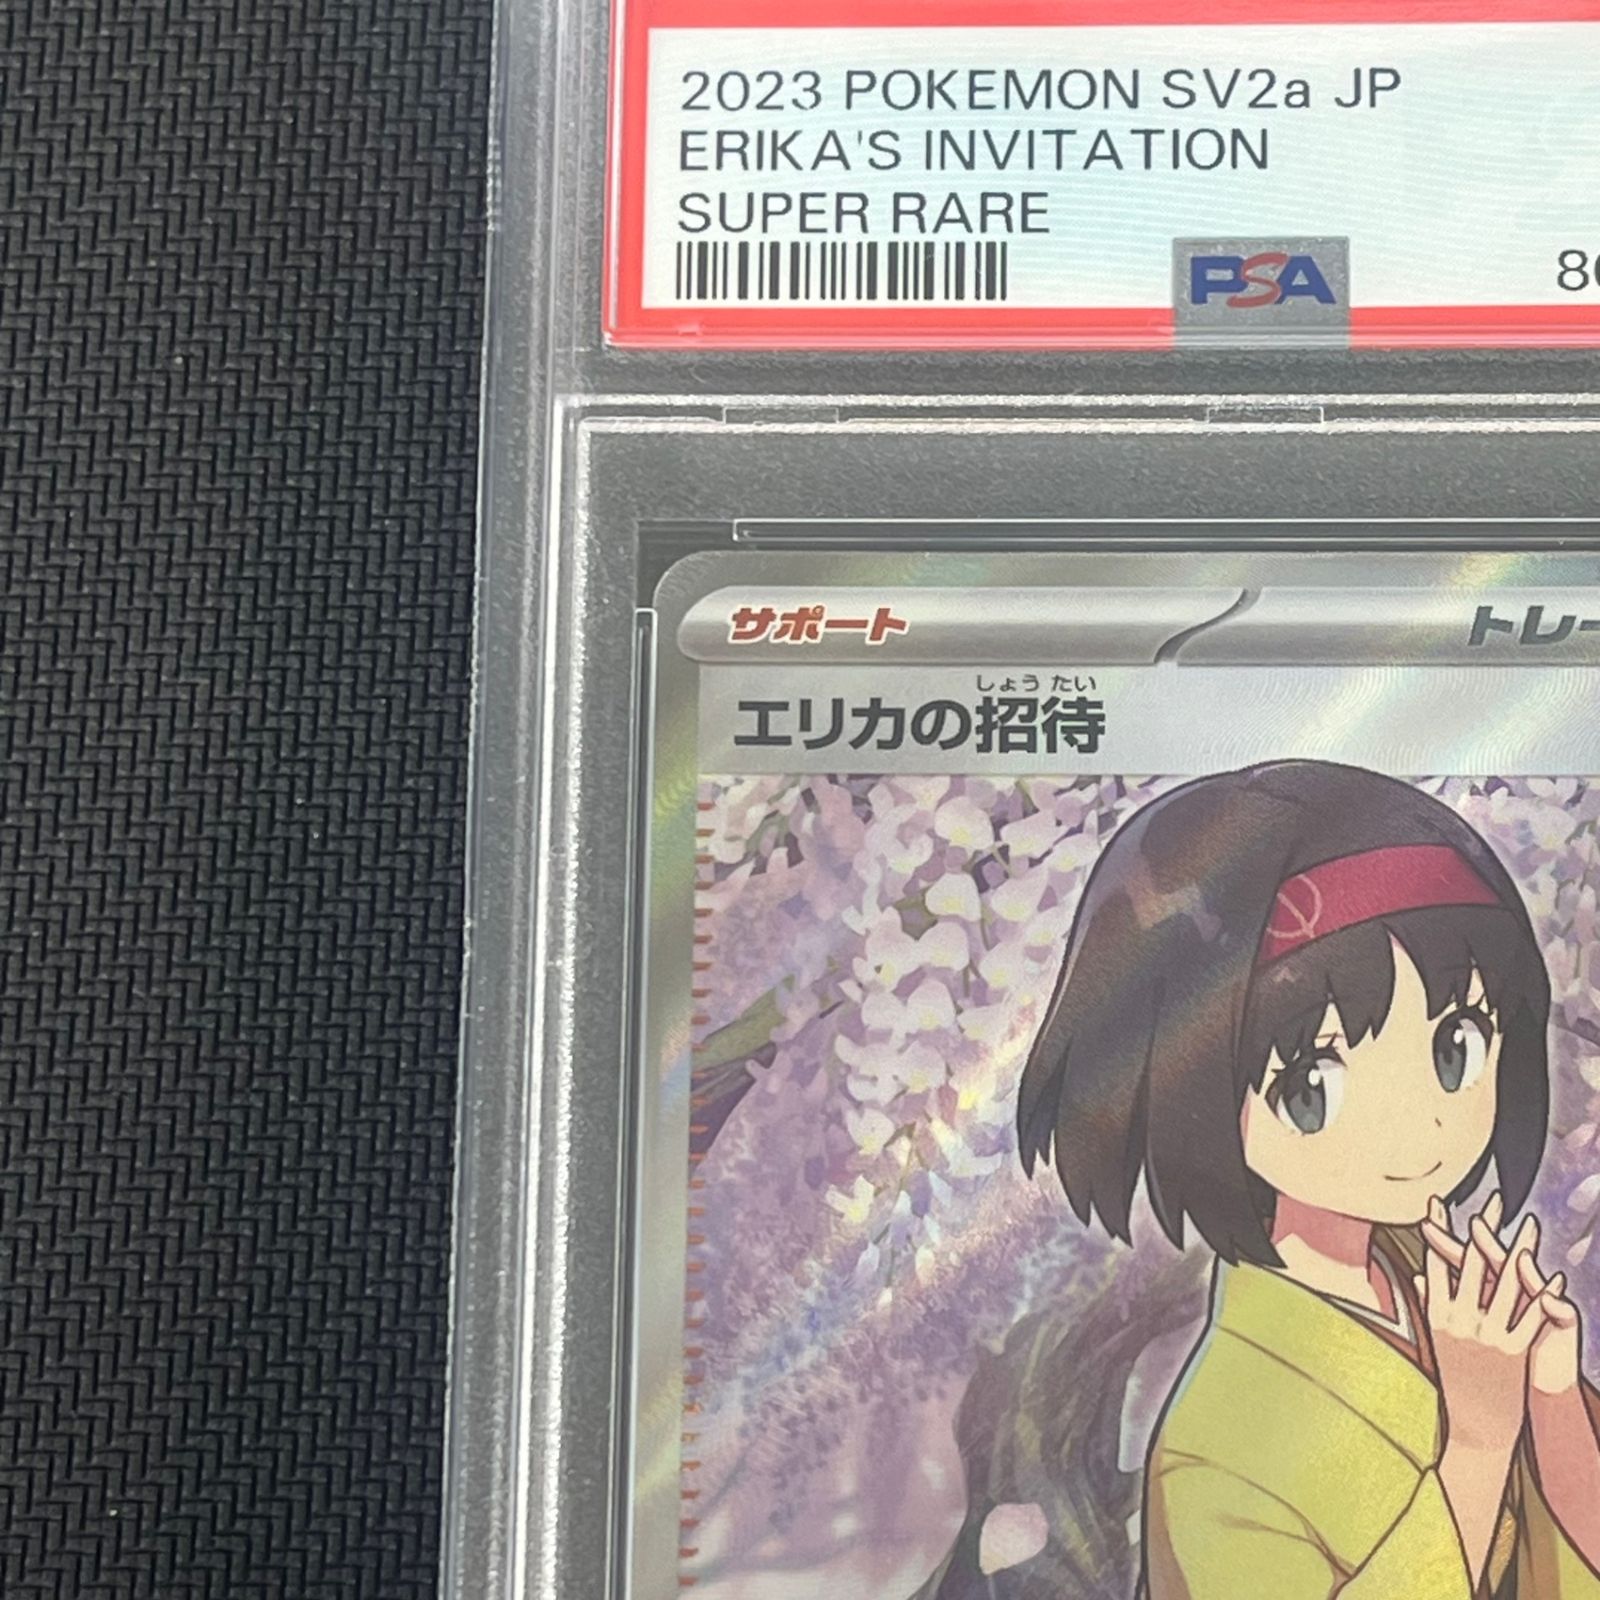 2023 POKEMON SV2a JP
ERIKA'S INVITATION
SUPER RARE
PSA
サポート
しょうたい
エリカの招待